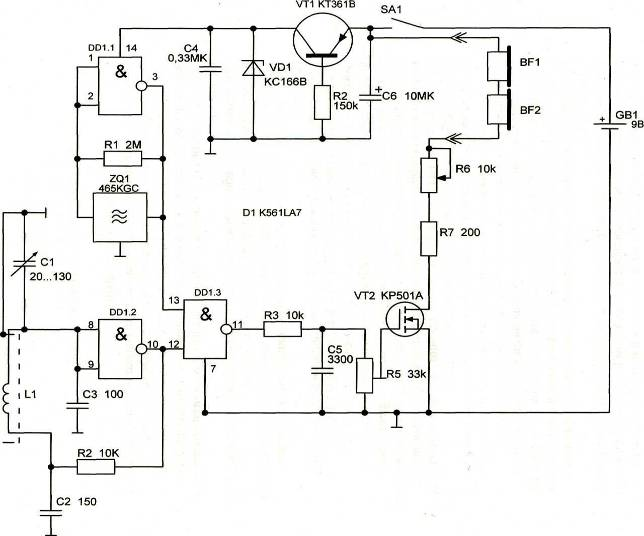 VT1 KT361B
SA1
DD1.1
14
1
&
2
3
C4
0,33MK
VD1
KC166B
R2
150k
+
C6 10MK
BF1
BF2
GB1
+
9B
R1 2M
ZQ1
465KGC
D1 K561LA7
R6 10k
R7 200
C1
20...130
VT2 KP501A
DD1.3
13
&
DD1.2
8
&
9
10
12
11
7
R3 10k
C5
3300
R5 33k
L1
C3 100
R2 10K
C2 150